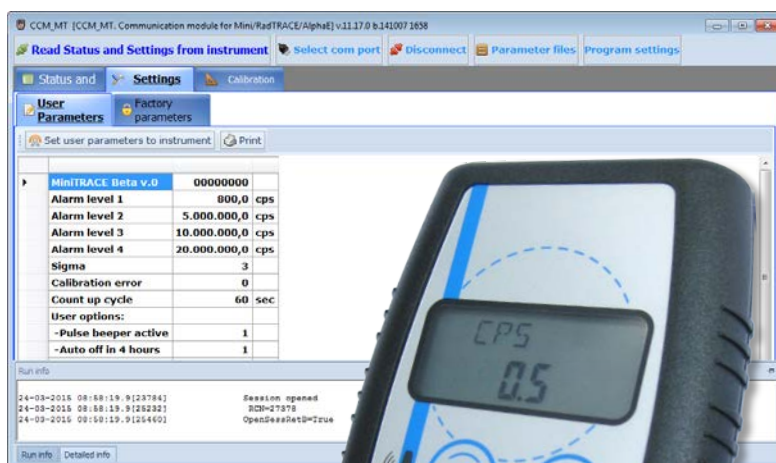 CCM_MT [CCM_MT. Communication module for Mini/RadTRACE/AlphaE] v.11.17.0 b.141007 1658
Read Status and Settings from instrument Select com port Disconnect Parameter files Program settings
Status and Settings Calibration
User Parameters Factory parameters
Set user parameters to instrument Print
MiniTRACE Beta v.0 00000000
Alarm level 1 800,0 cps
Alarm level 2 5.000.000,0 cps
Alarm level 3 10.000.000,0 cps
Alarm level 4 20.000.000,0 cps
Sigma 3
Calibration error 0
Count up cycle 60 sec
User options:
-Pulse beeper active 1
-Auto off in 4 hours 1
Run info
24-03-2015 08:58:19.9[23784] Session opened
24-03-2015 08:58:19.9[25232] RCN=27378
24-03-2015 08:58:19.9[25460] OpenSessRetB=True
Run info Detailed info
CPS
0.5